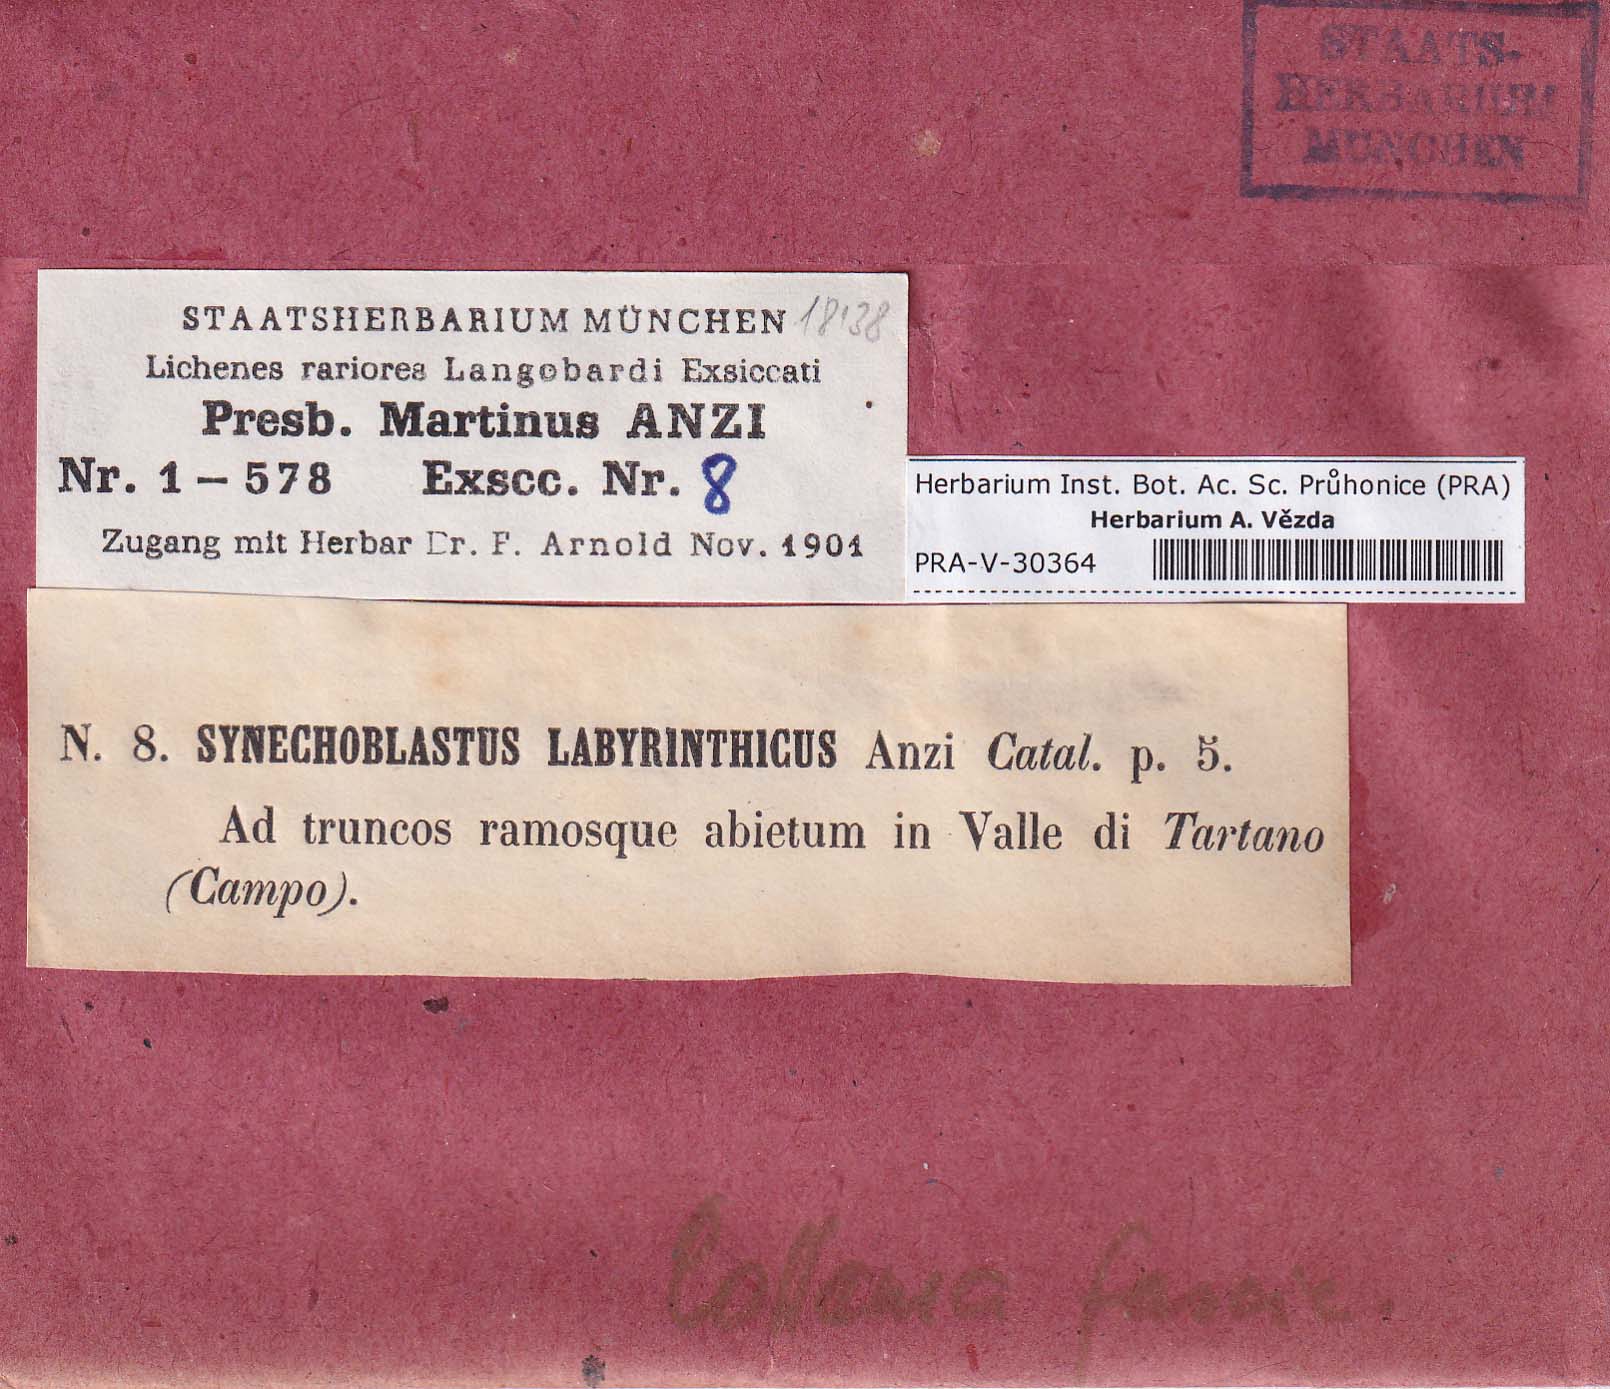 STAATS-
HERBARIUM
MÜNCHEN
STAATSHERBARIUM MÜNCHEN 18138
Lichenes rariores Langobardi Exsiccati
Presb. Martinus ANZI
Nr. 1 – 578 Exscc. Nr. 8
Zugang mit Herbar Dr. F. Arnold Nov. 1901
Herbarium Inst. Bot. Ac. Sc. Průhonice (PRA)
Herbarium A. Vězda
PRA-V-30364
N. 8. SYNECHOBLASTUS LABYRINTHICUS Anzi Catal. p. 5.
Ad truncos ramosque abietum in Valle di Tartano
(Campo).
Collema